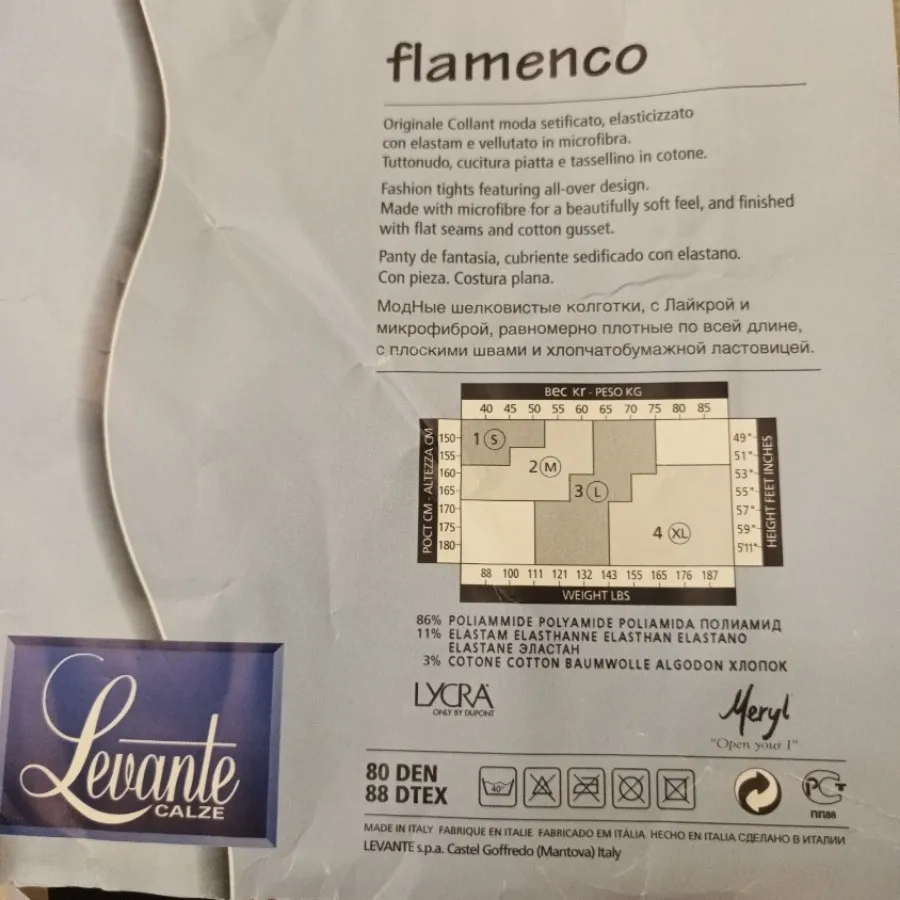 flamenco
Originale Collant moda setificato, elasticizzato
con elastam e vellutato in microfibra.
Tuttonudo, cucitura piatta e tassellino in cotone.
Fashion tights featuring all-over design.
Made with microfibre for a beautifully soft feel, and finished
with flat seams and cotton gusset.
Panty de fantasía, cubriente sedificado con elastano.
Con pieza. Costura plana.
МодНые шелковистые колготки, с Лайкрой и
микрофиброй, равномерно плотные по всей длине,
с плоскими швами и хлопчатобумажной ластовицей.
Вес кг - PESO KG
40 45 50 55 60 65 70 75 80 85
РОСТ СМ - ALTEZZA CM
150
155
160
165
170
175
180
1 S
2 M
3 L
4 XL
49"
51"
53"
55"
57"
59"
5'11"
HEIGHT FEET INCHES
88 100 111 121 132 143 155 165 176 187
WEIGHT LBS
86% POLIAMMIDE POLYAMIDE POLIAMIDA ПОЛИАМИД
11% ELASTAM ELASTHANNE ELASTHAN ELASTANO
ELASTANE ЭЛАСТАН
3% COTONE COTTON BAUMWOLLE ALGODON ХЛОПОК
LYCRA
ONLY BY DUPONT
Meryl
"Open your I"
Levante
CALZE
80 DEN
88 DTEX
40°
РСТ
ПП88
MADE IN ITALY FABRIQUE EN ITALIE FABRICADO EM ITÁLIA HECHO EN ITALIA СДЕЛАНО В ИТАЛИИ
LEVANTE s.p.a. Castel Goffredo (Mantova) Italy